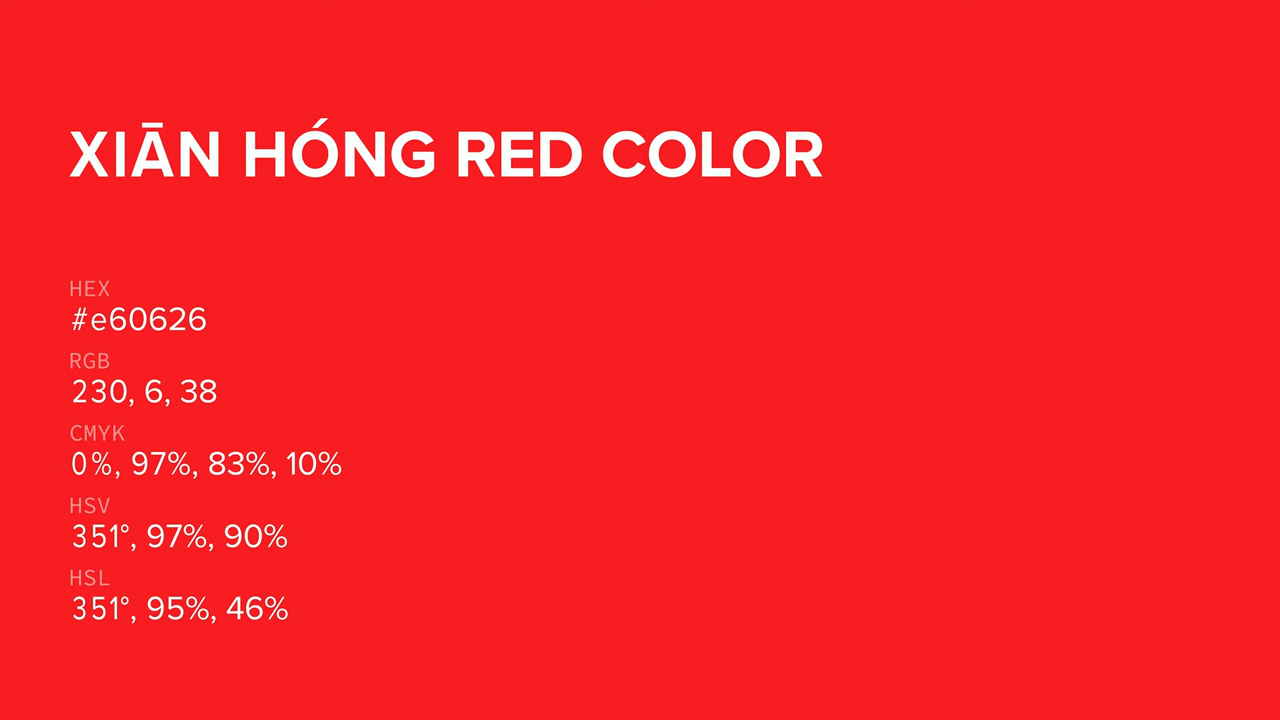 XIĀN HÓNG RED COLOR
HEX
#e60626
RGB
230, 6, 38
CMYK
0%, 97%, 83%, 10%
HSV
351°, 97%, 90%
HSL
351°, 95%, 46%